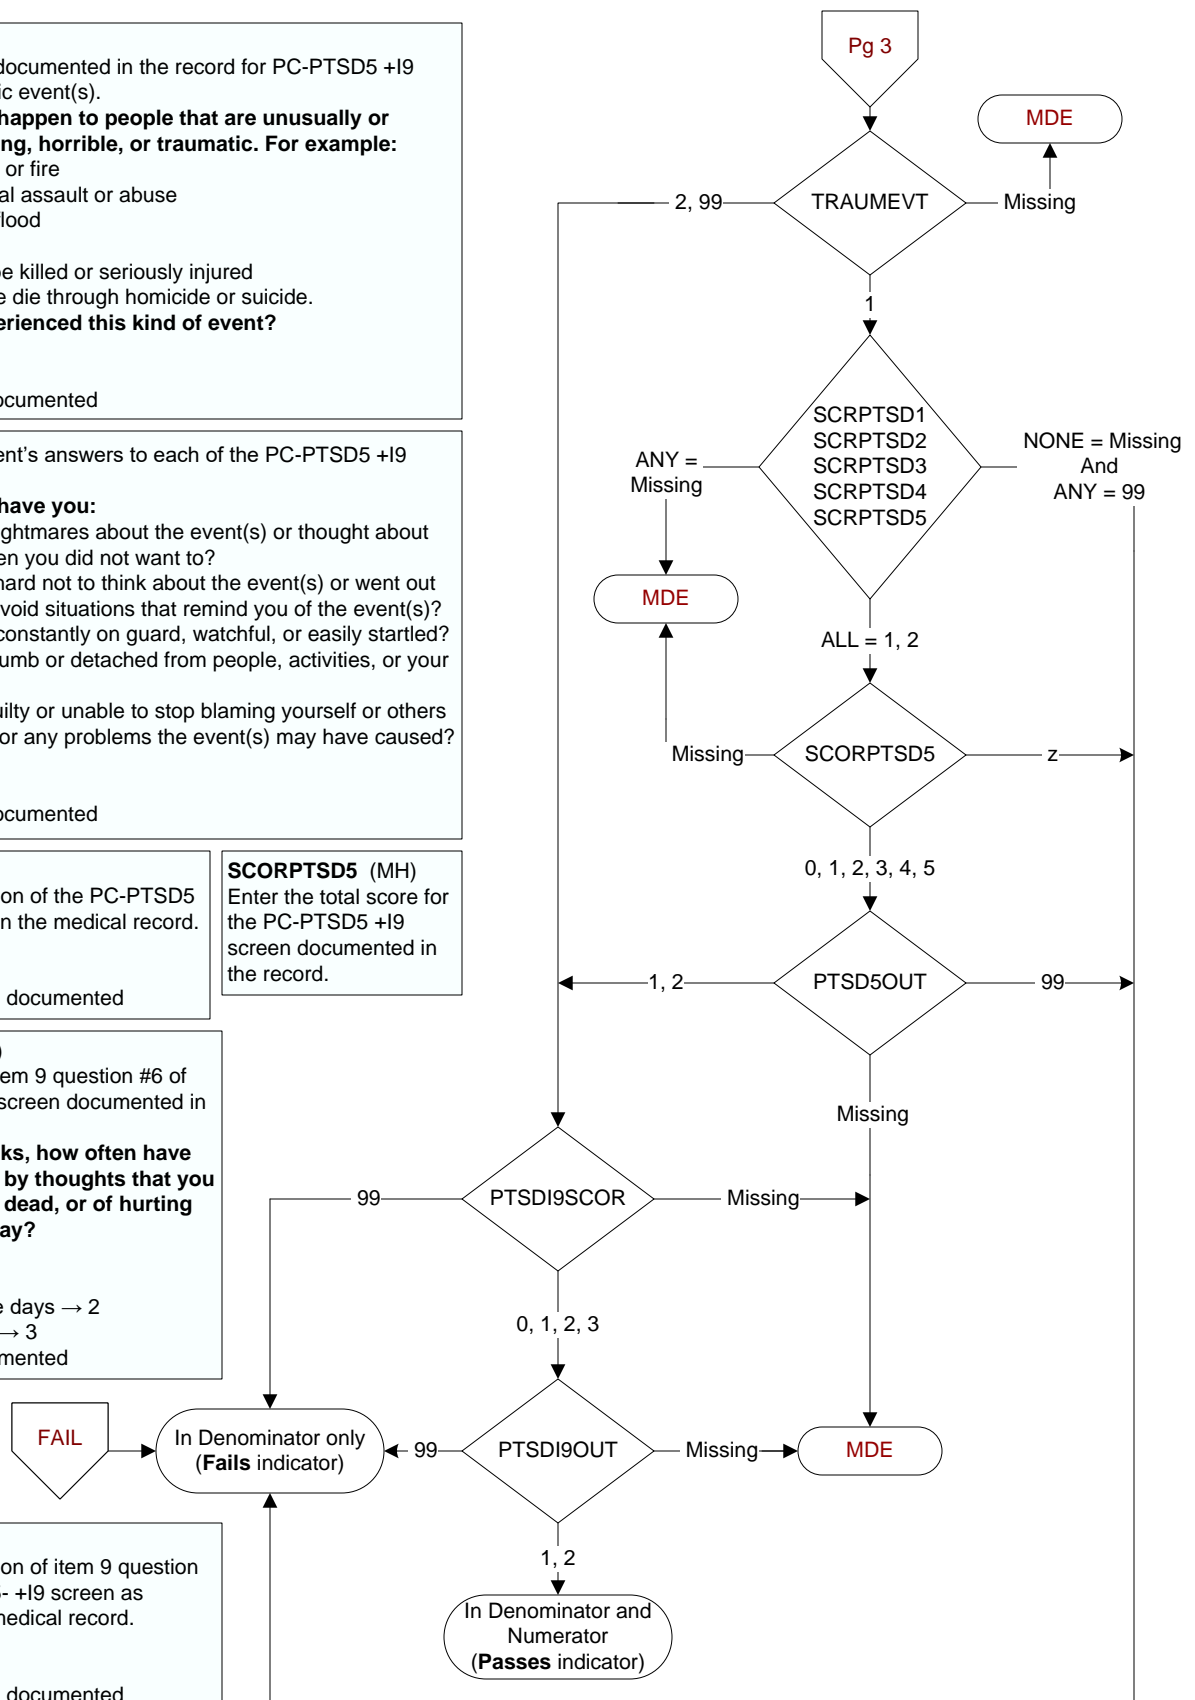 documented in the record for PC-PTSD5 +I9
ic event(s).
happen to people that are unusually or
ng, horrible, or traumatic. For example:
or fire
al assault or abuse
flood
be killed or seriously injured
e die through homicide or suicide.
erienced this kind of event?
ocumented
ent's answers to each of the PC-PTSD5 +I9
have you:
ghtmares about the event(s) or thought about
en you did not want to?
hard not to think about the event(s) or went out
void situations that remind you of the event(s)?
constantly on guard, watchful, or easily startled?
umb or detached from people, activities, or your
uilty or unable to stop blaming yourself or others
or any problems the event(s) may have caused?
ocumented
on of the PC-PTSD5
n the medical record.
documented
SCORPTSD5 (MH)
Enter the total score for
the PC-PTSD5 +I9
screen documented in
the record.
)
em 9 question #6 of
screen documented in
ks, how often have
by thoughts that you
dead, or of hurting
ay?
e days → 2
→ 3
mented
on of item 9 question
5- +I9 screen as
medical record.
documented
Pg 3
MDE
TRAUMEVT
2, 99
Missing
1
SCRPTSD1
SCRPTSD2
SCRPTSD3
SCRPTSD4
SCRPTSD5
ANY =
Missing
NONE = Missing
And
ANY = 99
MDE
ALL = 1, 2
Missing
SCORPTSD5
z
0, 1, 2, 3, 4, 5
1, 2
PTSD5OUT
99
Missing
99
PTSDI9SCOR
Missing
0, 1, 2, 3
FAIL
In Denominator only
(Fails indicator)
99
PTSDI9OUT
Missing
MDE
1, 2
In Denominator and
Numerator
(Passes indicator)